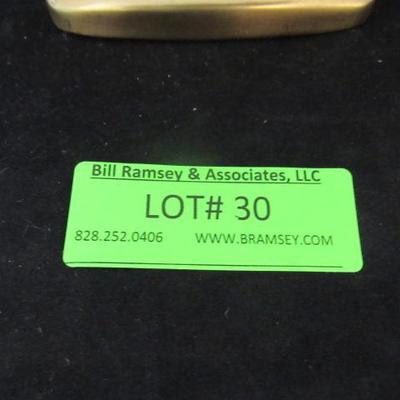 Bill Ramsey & Associates, LLC
LOT# 30
828.252.0406 WWW.BRAMSEY.COM